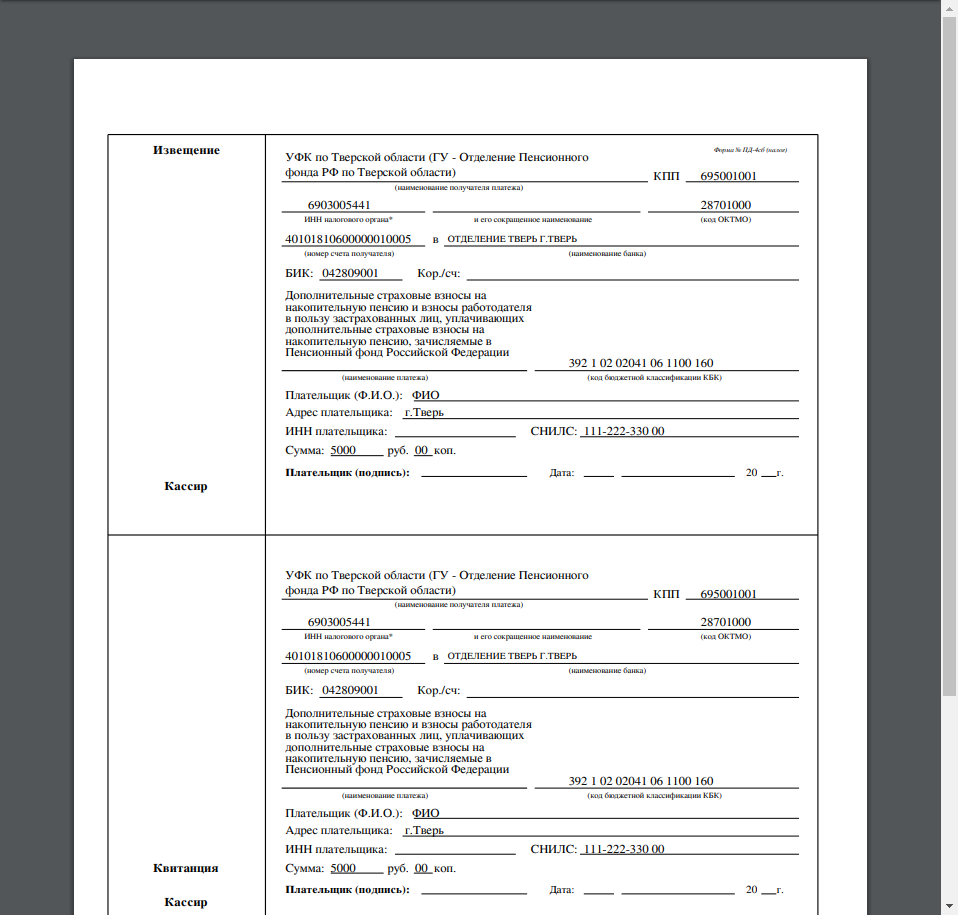 Извещение
Форма № ПД-4сб (налог)
УФК по Тверской области (ГУ - Отделение Пенсионного
фонда РФ по Тверской области)
КПП 695001001
(наименование получателя платежа)
6903005441 28701000
ИНН налогового органа* и его сокращенное наименование (код ОКТМО)
40101810600000010005 в ОТДЕЛЕНИЕ ТВЕРЬ Г.ТВЕРЬ
(номер счета получателя) (наименование банка)
БИК: 042809001 Кор./сч:
Дополнительные страховые взносы на
накопительную пенсию и взносы работодателя
в пользу застрахованных лиц, уплачивающих
дополнительные страховые взносы на
накопительную пенсию, зачисляемые в
Пенсионный фонд Российской Федерации
392 1 02 02041 06 1100 160
(наименование платежа) (код бюджетной классификации КБК)
Плательщик (Ф.И.О.): ФИО
Адрес плательщика: г.Тверь
ИНН плательщика: СНИЛС: 111-222-330 00
Сумма: 5000 руб. 00 коп.
Плательщик (подпись): Дата: 20 г.
Кассир
УФК по Тверской области (ГУ - Отделение Пенсионного
фонда РФ по Тверской области)
КПП 695001001
(наименование получателя платежа)
6903005441 28701000
ИНН налогового органа* и его сокращенное наименование (код ОКТМО)
40101810600000010005 в ОТДЕЛЕНИЕ ТВЕРЬ Г.ТВЕРЬ
(номер счета получателя) (наименование банка)
БИК: 042809001 Кор./сч:
Дополнительные страховые взносы на
накопительную пенсию и взносы работодателя
в пользу застрахованных лиц, уплачивающих
дополнительные страховые взносы на
накопительную пенсию, зачисляемые в
Пенсионный фонд Российской Федерации
392 1 02 02041 06 1100 160
(наименование платежа) (код бюджетной классификации КБК)
Плательщик (Ф.И.О.): ФИО
Адрес плательщика: г.Тверь
ИНН плательщика: СНИЛС: 111-222-330 00
Квитанция
Сумма: 5000 руб. 00 коп.
Плательщик (подпись): Дата: 20 г.
Кассир